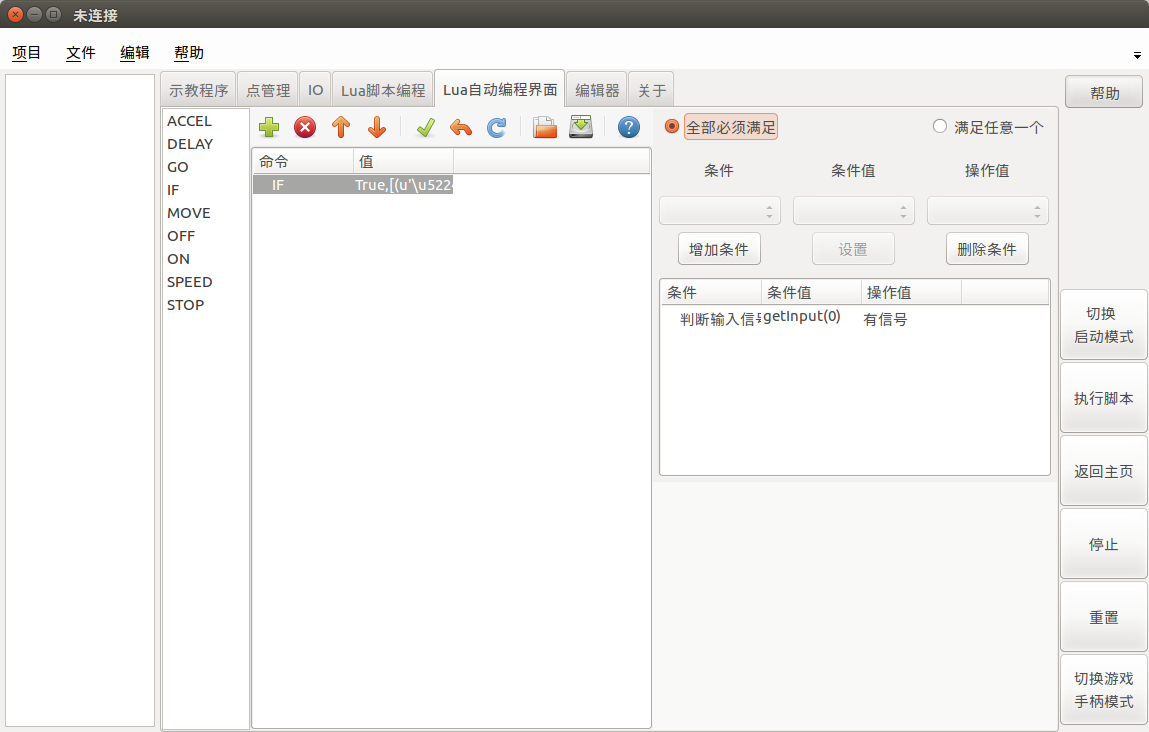 未连接
项目 文件 编辑 帮助
示教程序 点管理 IO Lua脚本编程 Lua自动编程界面 编辑器 关于
帮助
ACCEL
DELAY
GO
IF
MOVE
OFF
ON
SPEED
STOP
命令 值
IF True,[(u'\u522
全部必须满足 满足任意一个
条件 条件值 操作值
增加条件 设置 删除条件
条件 条件值 操作值
判断输入信 getInput(0) 有信号
切换
启动模式
执行脚本
返回主页
停止
重置
切换游戏
手柄模式